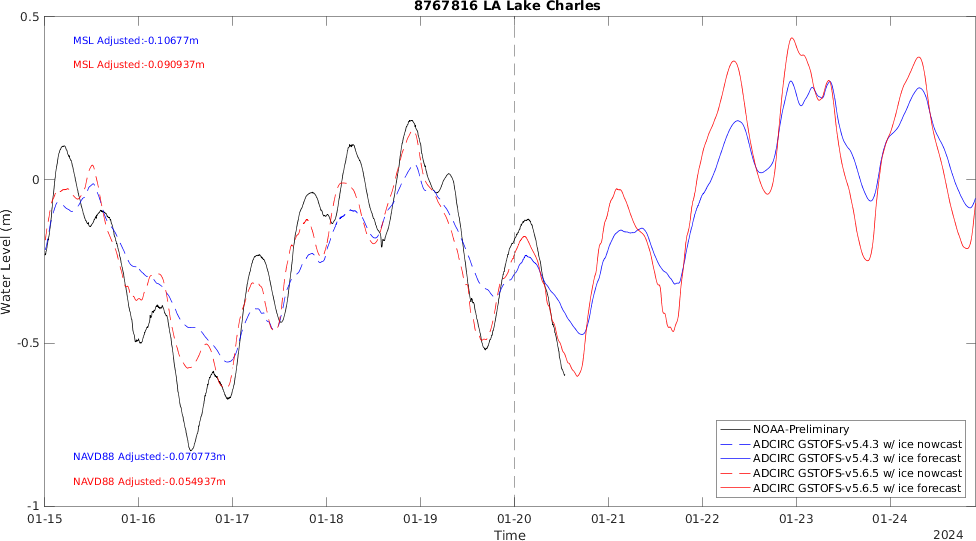 8767816 LA Lake Charles
MSL Adjusted:-0.10677m
MSL Adjusted:-0.090937m
NAVD88 Adjusted:-0.070773m
NAVD88 Adjusted:-0.054937m
0.5
0
-0.5
-1
Water Level (m)
NOAA-Preliminary
ADCIRC GSTOFS-v5.4.3 w/ ice nowcast
ADCIRC GSTOFS-v5.4.3 w/ ice forecast
ADCIRC GSTOFS-v5.6.5 w/ ice nowcast
ADCIRC GSTOFS-v5.6.5 w/ ice forecast
01-15 01-16 01-17 01-18 01-19 01-20 01-21 01-22 01-23 01-24
Time
2024